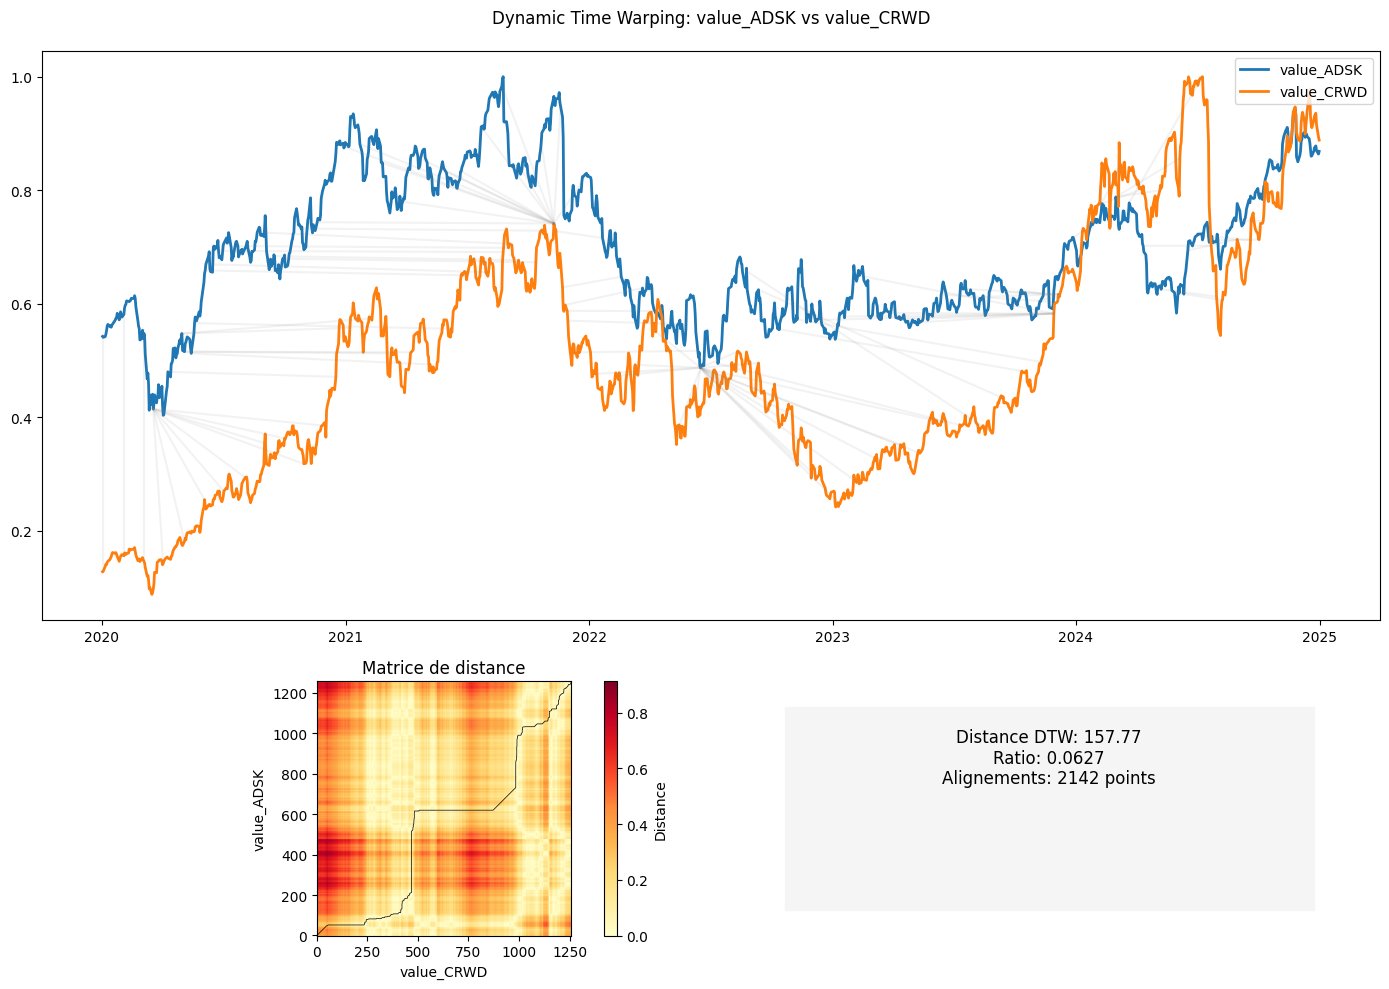 Dynamic Time Warping: value_ADSK vs value_CRWD
value_ADSK
value_CRWD
1.0
0.8
0.6
0.4
0.2
2020 2021 2022 2023 2024 2025
Matrice de distance
value_ADSK
1200
1000
800
600
400
200
0
0 250 500 750 1000 1250
value_CRWD
0.8
0.6
0.4
0.2
0.0
Distance
Distance DTW: 157.77
Ratio: 0.0627
Alignements: 2142 points